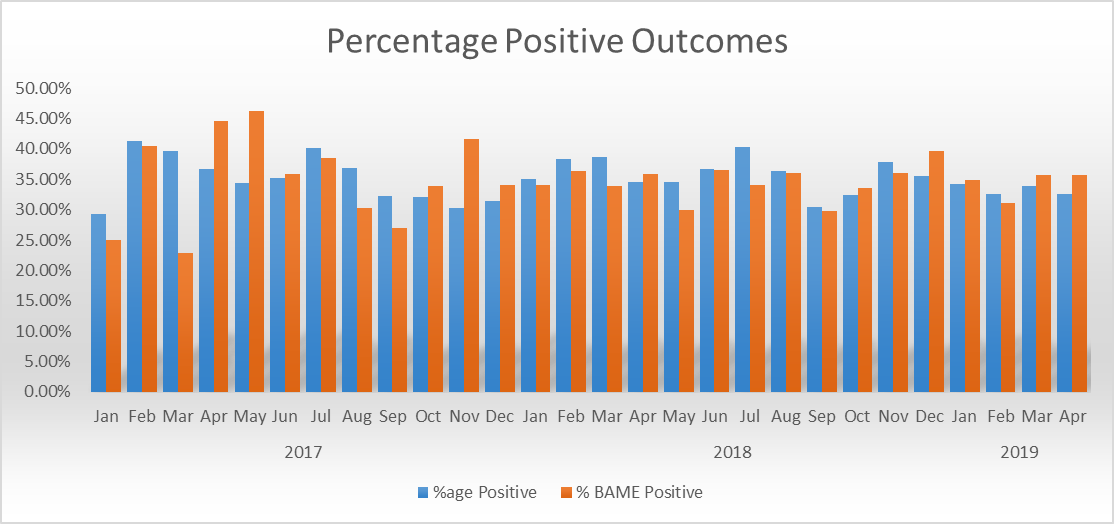 Percentage Positive Outcomes
50.00%
45.00%
40.00%
35.00%
30.00%
25.00%
20.00%
15.00%
10.00%
5.00%
0.00%
Jan Feb Mar Apr May Jun Jul Aug Sep Oct Nov Dec Jan Feb Mar Apr May Jun Jul Aug Sep Oct Nov Dec Jan Feb Mar Apr
2017 2018 2019
%age Positive % BAME Positive